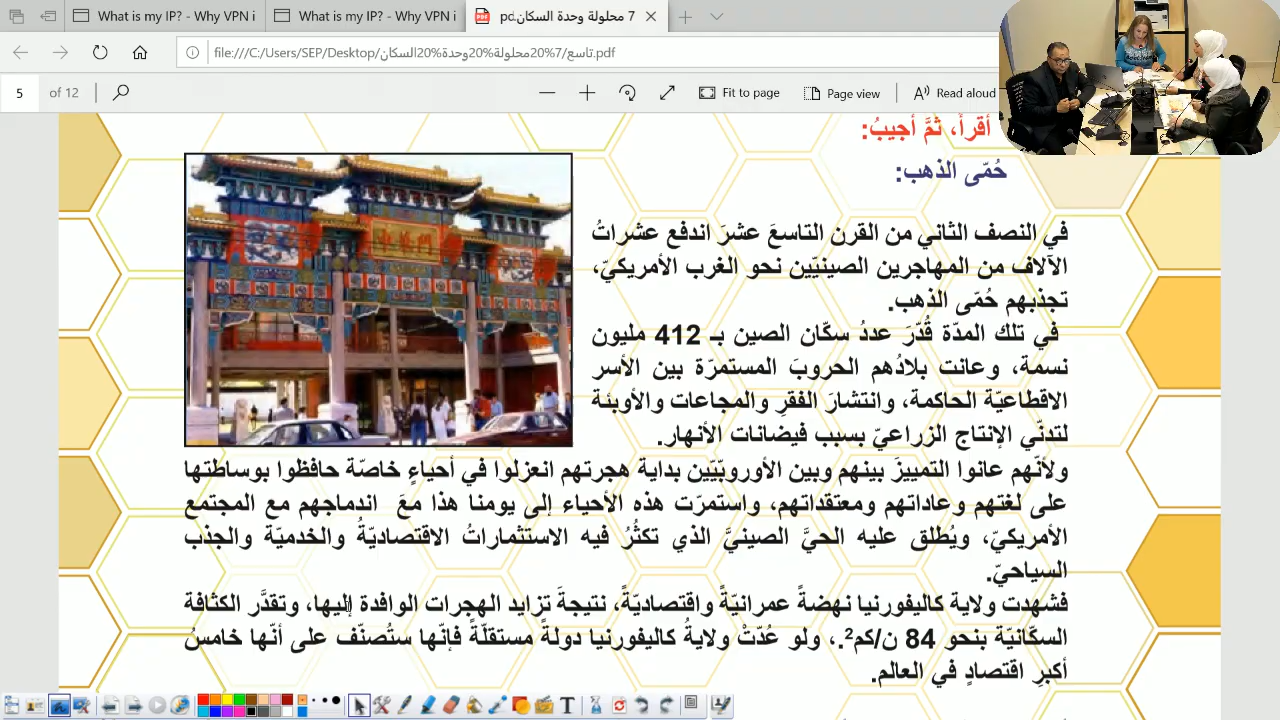 What is my IP? - Why VPN i
What is my IP? - Why VPN i
7 محلولة وحدة السكان.pd
file:///C:/Users/SEP/Desktop/تاسع/7%20محلولة%20وحدة%20السكان.pdf
5 of 12
Fit to page
Page view
Read aloud
أقرأ، ثمَّ أجيبُ:
حُمّى الذهب:
في النصف الثاني من القرن التاسعَ عشرَ اندفع عشراتُ
الآلاف من المهاجرين الصينيّين نحو الغرب الأمريكيّ،
تجذبهم حُمّى الذهب.
في تلك المدّة قُدّرَ عددُ سكّان الصين بـ 412 مليون
نسمة، وعانت بلادُهم الحروبَ المستمرّة بين الأسر
الاقطاعيّة الحاكمة، وانتشارَ الفقرِ والمجاعات والأوبئة
لتدنّي الإنتاج الزراعيّ بسبب فيضانات الأنهار.
ولأنّهم عانوا التمييزَ بينهم وبين الأوروبّيّين بداية هجرتهم انعزلوا في أحياءٍ خاصّة حافظوا بوساطتها
على لغتهم وعاداتهم ومعتقداتهم، واستمرّت هذه الأحياء إلى يومنا هذا معَ اندماجهم مع المجتمع
الأمريكيّ، ويُطلق عليه الحيَّ الصينيَّ الذي تكثُرُ فيه الاستثماراتُ الاقتصاديّةُ والخدميّة والجذب
السياحيّ.
فشهدت ولاية كاليفورنيا نهضةً عمرانيّةً واقتصاديّةً، نتيجةَ تزايد الهجرات الوافدة إليها، وتقدَّر الكثافة
السكّانيّة بنحو 84 ن/كم².، ولو عُدّتْ ولايةُ كاليفورنيا دولةً مستقلّةً فإنّها ستُصنّف على أنّها خامسُ
أكبرِ اقتصادٍ في العالم.